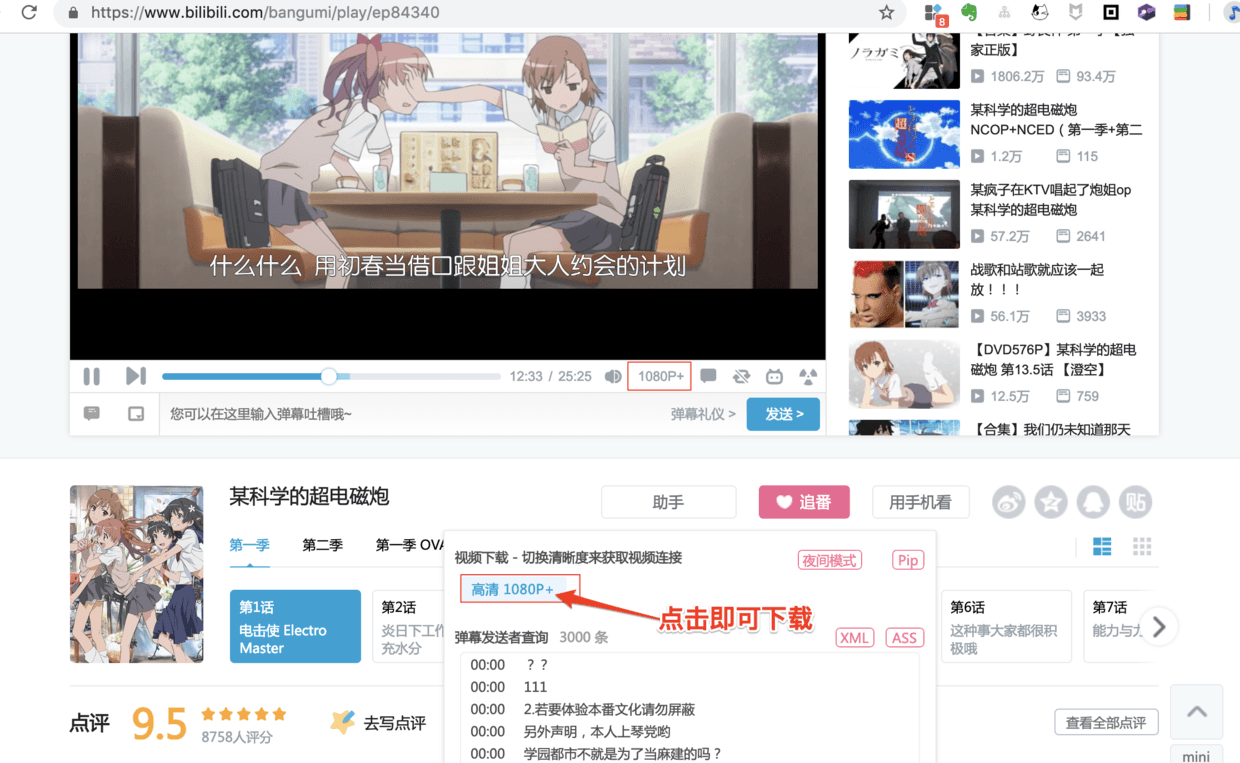 https://www.bilibili.com/bangumi/play/ep84340
8
什么什么 用初春当借口跟姐姐大人约会的计划
12:33 / 25:25
1080P+
您可以在这里输入弹幕吐槽哦~
弹幕礼仪 >
发送 >
ノラガミ
家正版】
1806.2万 93.4万
某科学的超电磁炮
NCOP+NCED（第一季+第二
1.2万 115
某疯子在KTV唱起了炮姐op
某科学的超电磁炮
57.2万 2641
战歌和站歌就应该一起
放！！！
56.1万 3933
【DVD576P】某科学的超电
磁炮 第13.5话 【澄空】
12.5万 759
【合集】我们仍未知道那天
某科学的超电磁炮
助手
追番
用手机看
贴
第一季 第二季 第一季 OVA
第1话
电击使 Electro
Master
第2话
炎日下工作
充水分
第6话
这种事大家都很积
极哦
第7话
能力与力
视频下载 - 切换清晰度来获取视频连接
夜间模式
Pip
高清 1080P+
点击即可下载
弹幕发送者查询 3000 条
XML
ASS
00:00 ？？
00:00 111
00:00 2.若要体验本番文化请勿屏蔽
00:00 另外声明，本人上琴党哟
00:00 学园都市不就是为了当麻建的吗？
点评
9.5
8758人评分
去写点评
查看全部点评
mini